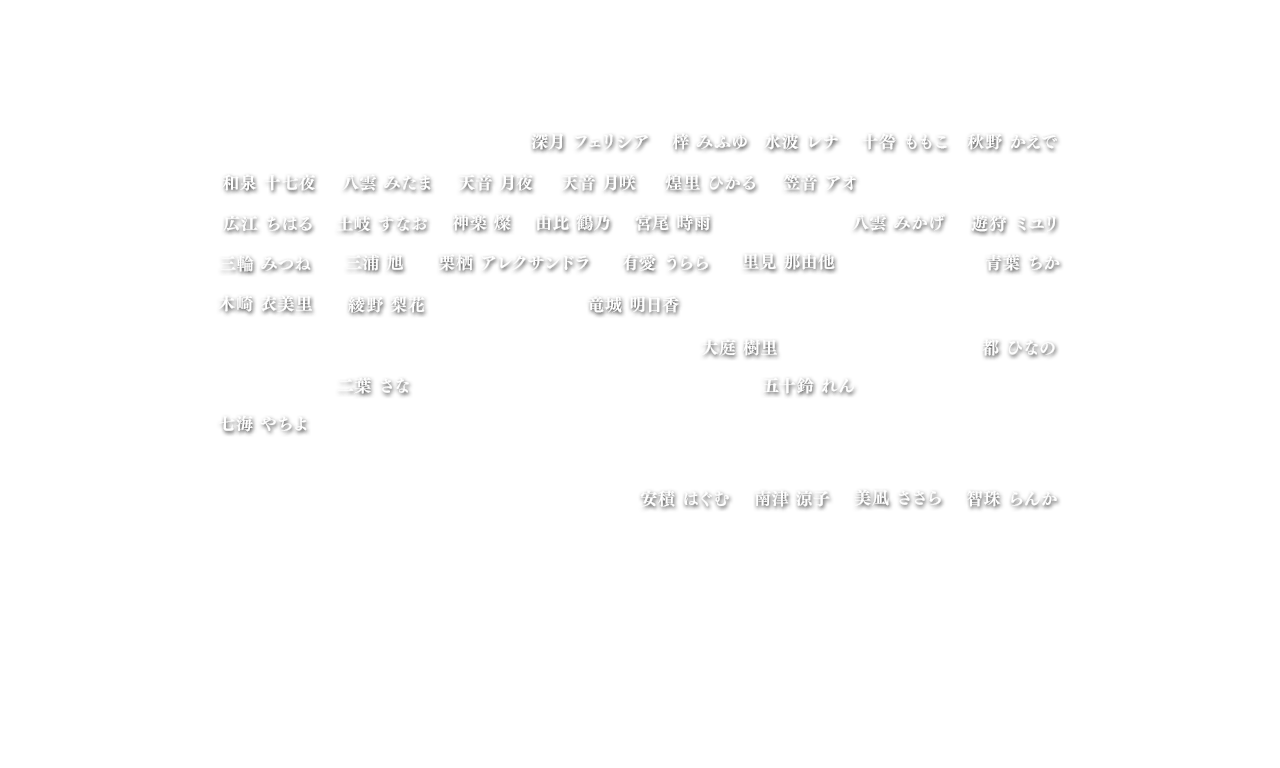 深月 フェリシア 梓 みふゆ 水波 レナ 十咎 ももこ 秋野 かえで
和泉 十七夜 八雲 みたま 天音 月夜 天音 月咲 煌里 ひかる 笠音 アオ
広江 ちはる 土岐 すなお 神楽 燦 由比 鶴乃 宮尾 時雨 八雲 みかげ 遊狩 ミユリ
三輪 みつね 三浦 旭 栗栖 アレクサンドラ 有愛 うらら 里見 那由他 青葉 ちか
木崎 衣美里 綾野 梨花 竜城 明日香
大庭 樹里 都 ひなの
二葉 さな 五十鈴 れん
七海 やちよ
安積 はぐむ 南津 涼子 美凪 ささら 智珠 らんか